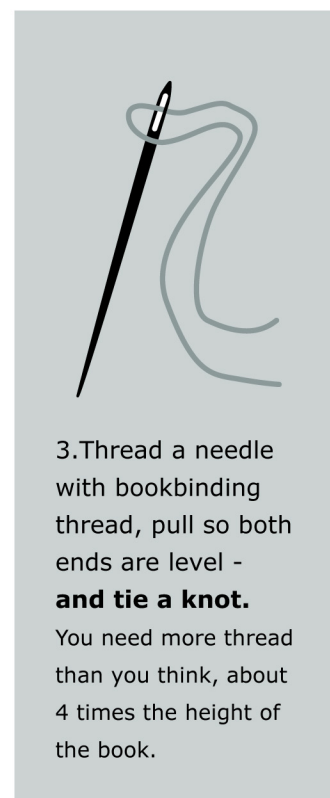 3.Thread a needle
with bookbinding
thread, pull so both
ends are level -
and tie a knot.
You need more thread
than you think, about
4 times the height of
the book.